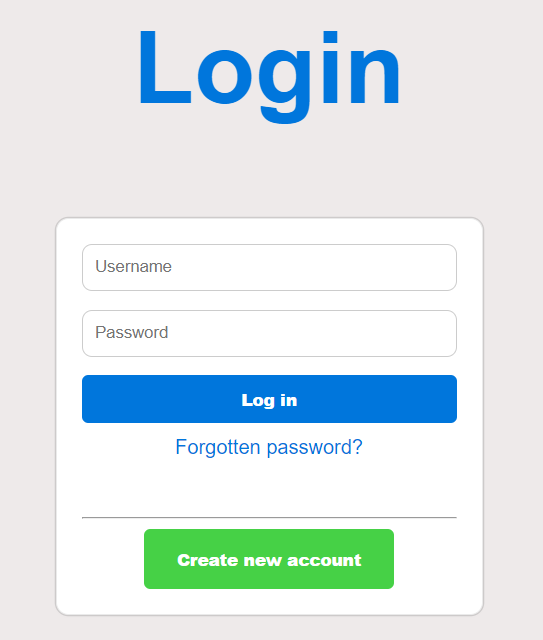 Login
Username
Password
Log in
Forgotten password?
Create new account